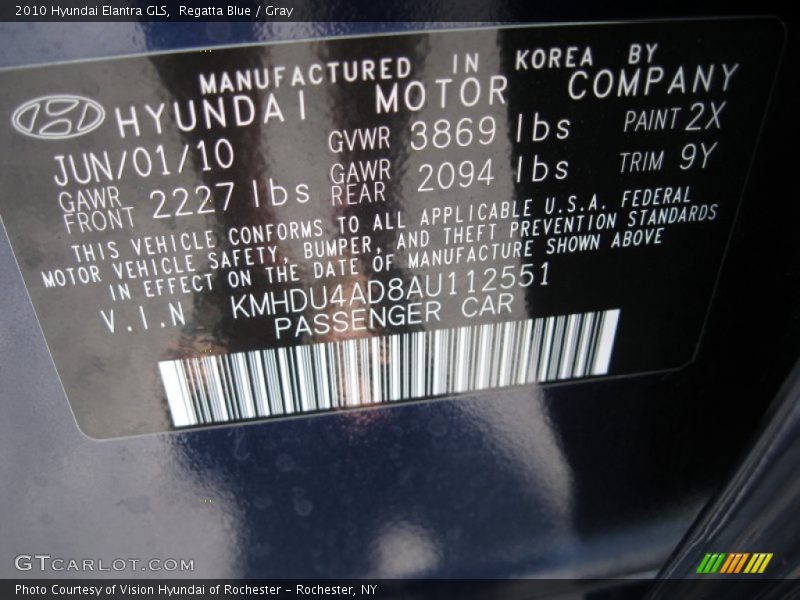 2010 Hyundai Elantra GLS, Regatta Blue / Gray
MANUFACTURED IN KOREA BY
HYUNDAI MOTOR COMPANY
JUN/01/10 GVWR 3869 lbs PAINT 2X
GAWR FRONT 2227 lbs GAWR REAR 2094 lbs TRIM 9Y
THIS VEHICLE CONFORMS TO ALL APPLICABLE U.S.A. FEDERAL
MOTOR VEHICLE SAFETY, BUMPER, AND THEFT PREVENTION STANDARDS
IN EFFECT ON THE DATE OF MANUFACTURE SHOWN ABOVE
V.I.N KMHDU4AD8AU112551
PASSENGER CAR
GTCARLOT.COM
Photo Courtesy of Vision Hyundai of Rochester - Rochester, NY